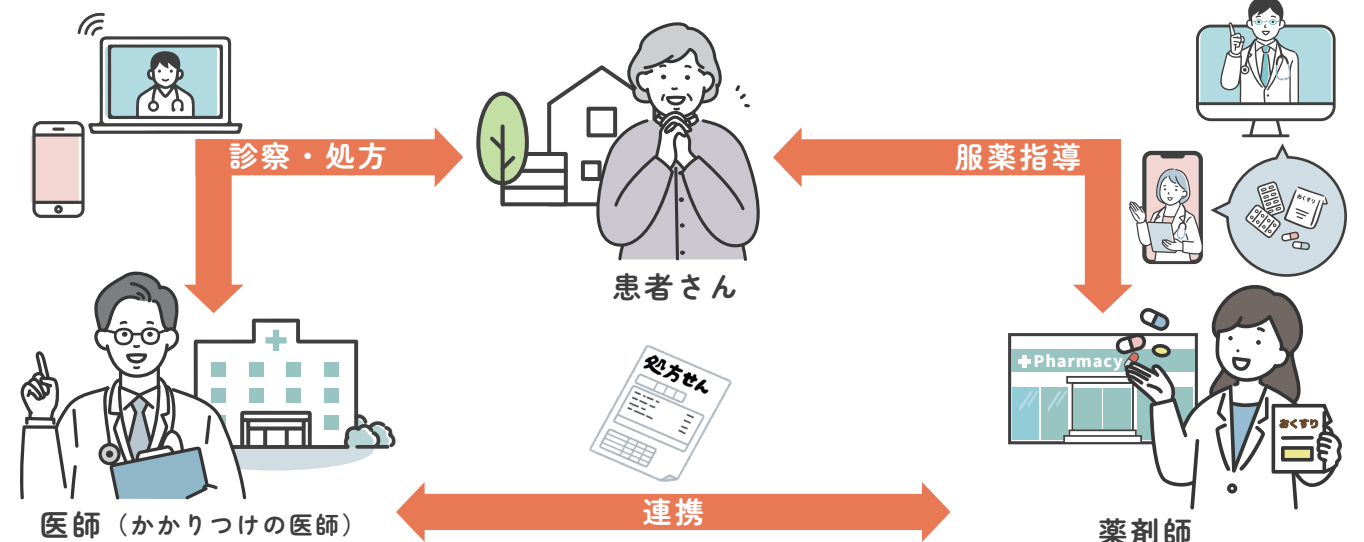 診察・処方
服薬指導
おくすり
患者さん
処方せん
Pharmacy
おくすり
医師（かかりつけの医師）
連携
薬剤師